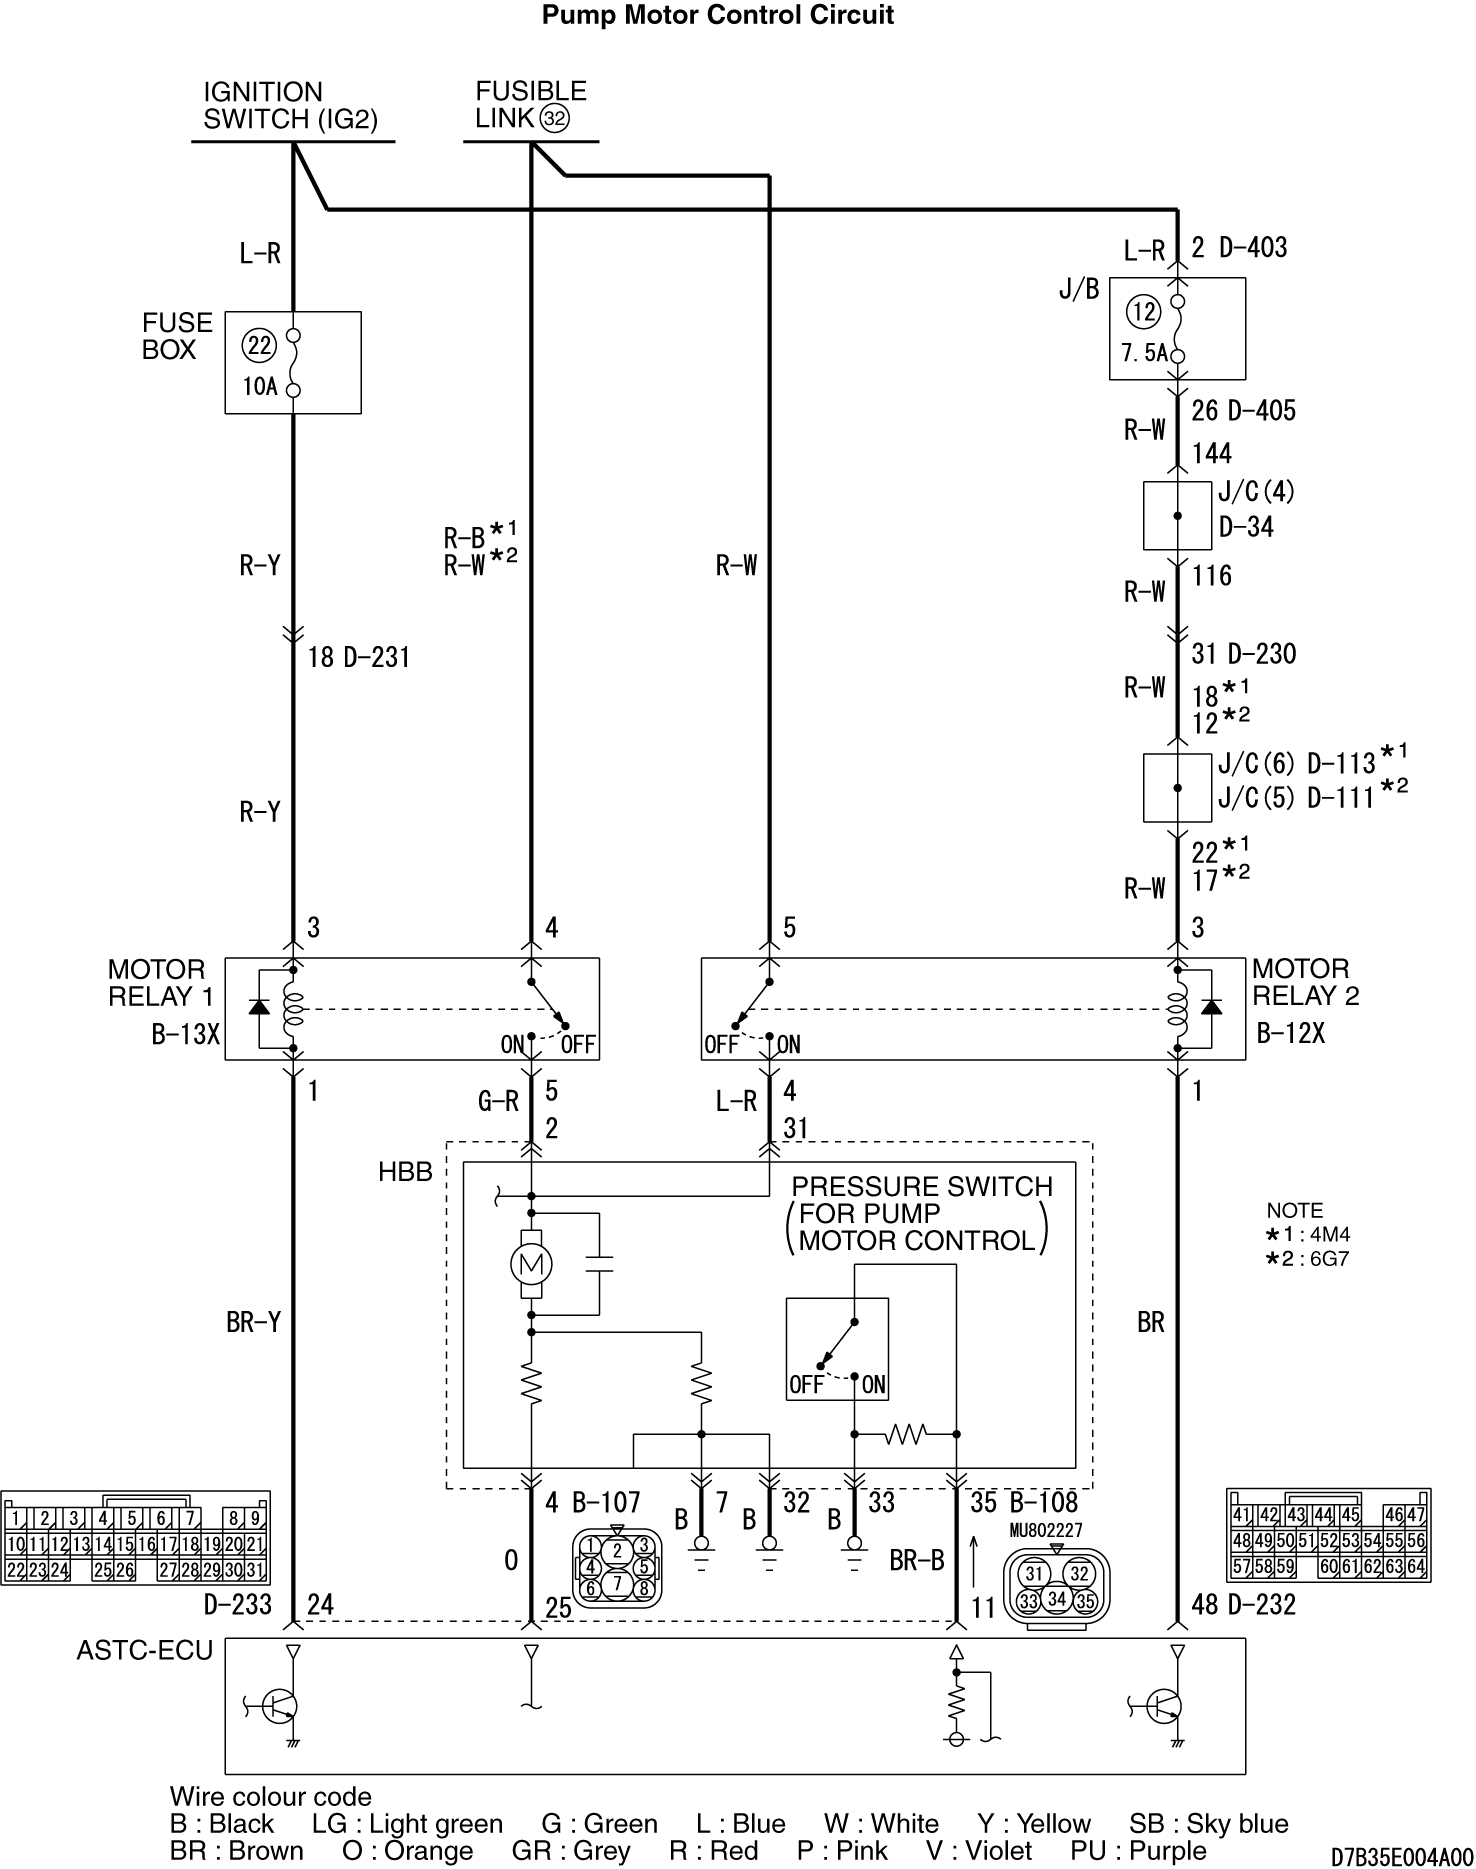 Pump Motor Control Circuit
IGNITION
SWITCH (IG2)
FUSIBLE
LINK 32
L-R
L-R
2 D-403
J/B
12
7.5A
FUSE
BOX
22
10A
26 D-405
R-W
144
J/C(4)
D-34
R-Y
R-B*1
R-W*2
R-W
116
R-W
18 D-231
31 D-230
R-W
18*1
12*2
J/C(6) D-113*1
J/C(5) D-111*2
R-Y
22*1
17*2
R-W
3
4
5
3
MOTOR
RELAY 1
B-13X
ON
OFF
OFF
ON
MOTOR
RELAY 2
B-12X
1
G-R
5
2
L-R
4
31
1
HBB
PRESSURE SWITCH
(FOR PUMP
MOTOR CONTROL)
M
OFF
ON
NOTE
*1 : 4M4
*2 : 6G7
BR-Y
BR
4 B-107
7
32
33
35 B-108
MU802227
B
B
B
O
BR-B
1 2 3 4 5 6 7 8 9
10 11 12 13 14 15 16 17 18 19 20 21
22 23 24 25 26 27 28 29 30 31
1 2 3
4 5
6 7 8
31 32
33 34 35
41 42 43 44 45 46 47
48 49 50 51 52 53 54 55 56
57 58 59 60 61 62 63 64
D-233
24
25
11
48 D-232
ASTC-ECU
Wire colour code
B : Black LG : Light green G : Green L : Blue W : White Y : Yellow SB : Sky blue
BR : Brown O : Orange GR : Grey R : Red P : Pink V : Violet PU : Purple
D7B35E004A00